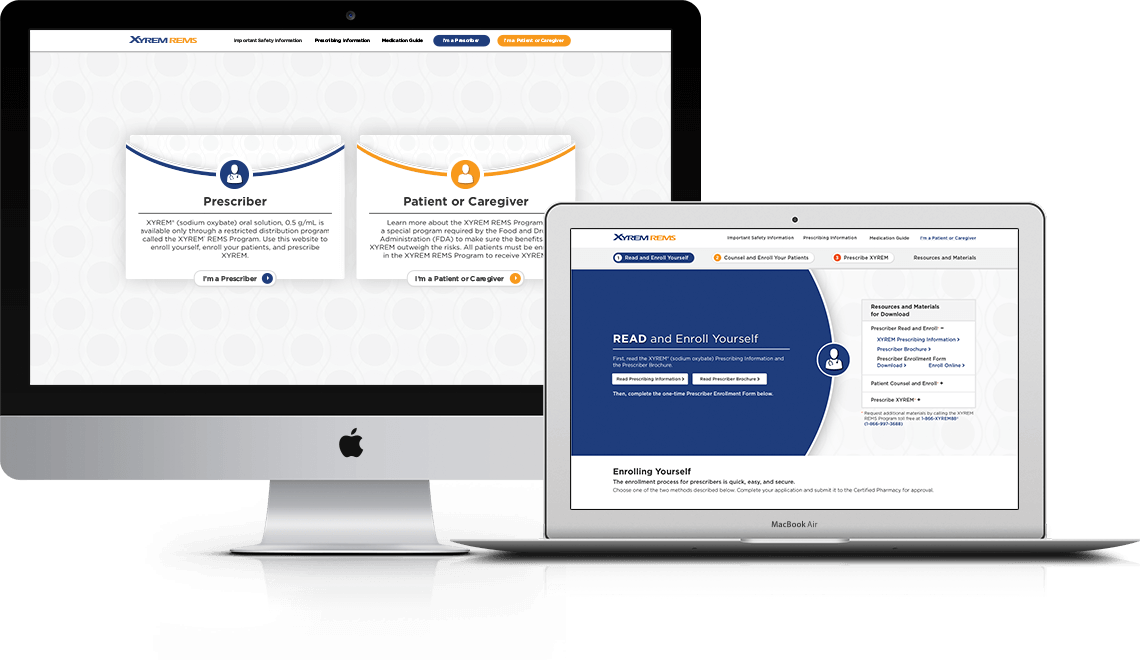 XYREM REMS
Important Safety Information
Prescribing Information
Medication Guide
I'm a Prescriber
I'm a Patient or Caregiver
Prescriber
XYREM® (sodium oxybate) oral solution, 0.5 g/mL is
available only through a restricted distribution program
called the XYREM® REMS Program. Use this website to
enroll yourself, enroll your patients, and prescribe
XYREM.
I'm a Prescriber
Patient or Caregiver
Learn more about the XYREM REMS Program
a special program required by the Food and Dru
Administration (FDA) to make sure the benefits
XYREM outweigh the risks. All patients must be en
in the XYREM REMS Program to receive XYREM
I'm a Patient or Caregiver
XYREM REMS
Important Safety Information
Prescribing Information
Medication Guide
I'm a Patient or Caregiver
1 Read and Enroll Yourself
2 Counsel and Enroll Your Patients
3 Prescribe XYREM
Resources and Materials
READ and Enroll Yourself
First, read the XYREM® (sodium oxybate) Prescribing Information and
the Prescriber Brochure.
Read Prescribing Information >
Read Prescriber Brochure >
Then, complete the one-time Prescriber Enrollment Form below.
Resources and Materials
for Download
Prescriber Read and Enroll* –
XYREM Prescribing Information >
Prescriber Brochure >
Prescriber Enrollment Form
Download >
Enroll Online >
Patient Counsel and Enroll* +
Prescribe XYREM* +
* Request additional materials by calling the XYREM
REMS Program toll free at 1-866-XYREM88®
(1-866-997-3688)
Enrolling Yourself
The enrollment process for prescribers is quick, easy, and secure.
Choose one of the two methods described below. Complete your application and submit it to the Certified Pharmacy for approval.
MacBook Air